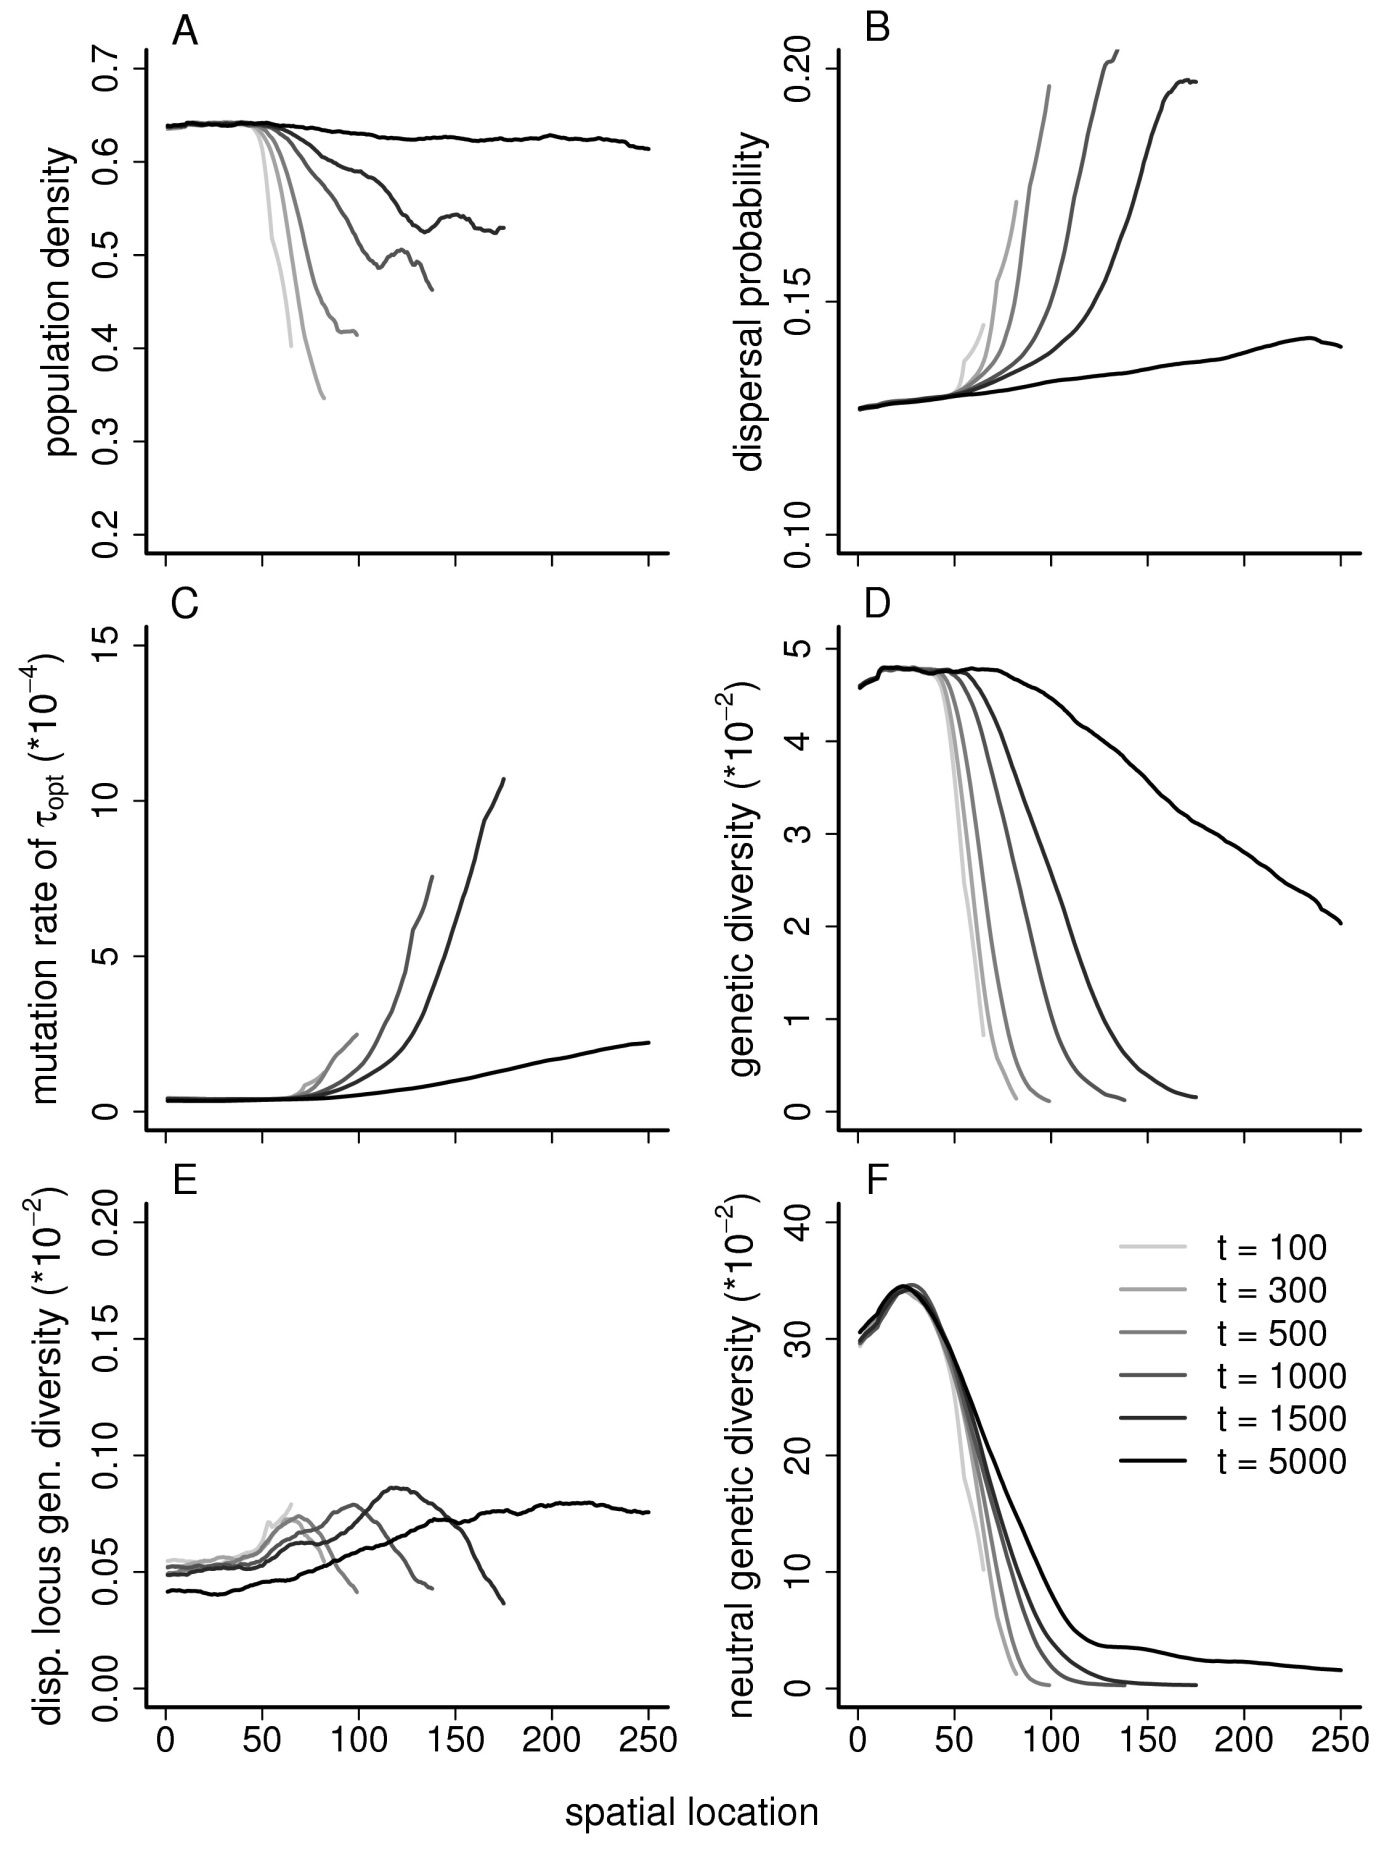 A
population density
0.2 0.3 0.4 0.5 0.6 0.7
B
dispersal probability
0.10 0.15 0.20
C
mutation rate of τopt (*10−4)
0 5 10 15
D
genetic diversity (*10−2)
0 1 2 3 4 5
E
disp. locus gen. diversity (*10−2)
0.00 0.05 0.10 0.15 0.20
0 50 100 150 200 250
F
neutral genetic diversity (*10−2)
0 10 20 30 40
t = 100
t = 300
t = 500
t = 1000
t = 1500
t = 5000
0 50 100 150 200 250
spatial location